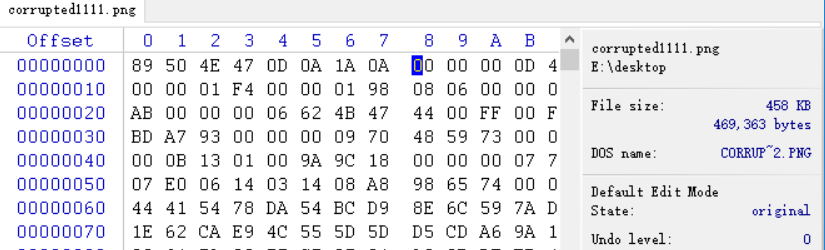 corrupted1111.png
Offset 0 1 2 3 4 5 6 7 8 9 A B
00000000 89 50 4E 47 0D 0A 1A 0A 00 00 00 0D 4
00000010 00 00 01 F4 00 00 01 98 08 06 00 00 0
00000020 AB 00 00 00 06 62 4B 47 44 00 FF 00 F
00000030 BD A7 93 00 00 00 09 70 48 59 73 00 0
00000040 00 0B 13 01 00 9A 9C 18 00 00 00 07 7
00000050 07 E0 06 14 03 14 08 A8 98 65 74 00 0
00000060 44 41 54 78 DA 54 BC D9 8E 6C 59 7A D
00000070 1E 62 CA E9 4C 55 5D 5D D5 CD A6 9A 1
corrupted1111.png
E:\desktop
File size: 458 KB
469,363 bytes
DOS name: CORRUP~2.PNG
Default Edit Mode
State: original
Undo level: 0